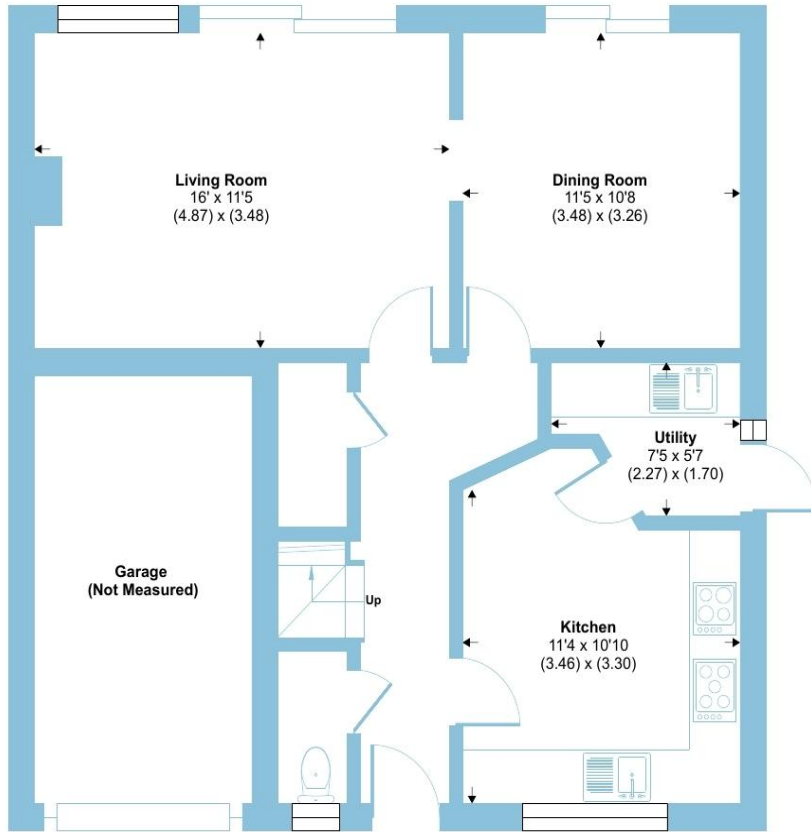 Living Room
16' x 11'5
(4.87) x (3.48)
Dining Room
11'5 x 10'8
(3.48) x (3.26)
Utility
7'5 x 5'7
(2.27) x (1.70)
Garage
(Not Measured)
Up
Kitchen
11'4 x 10'10
(3.46) x (3.30)